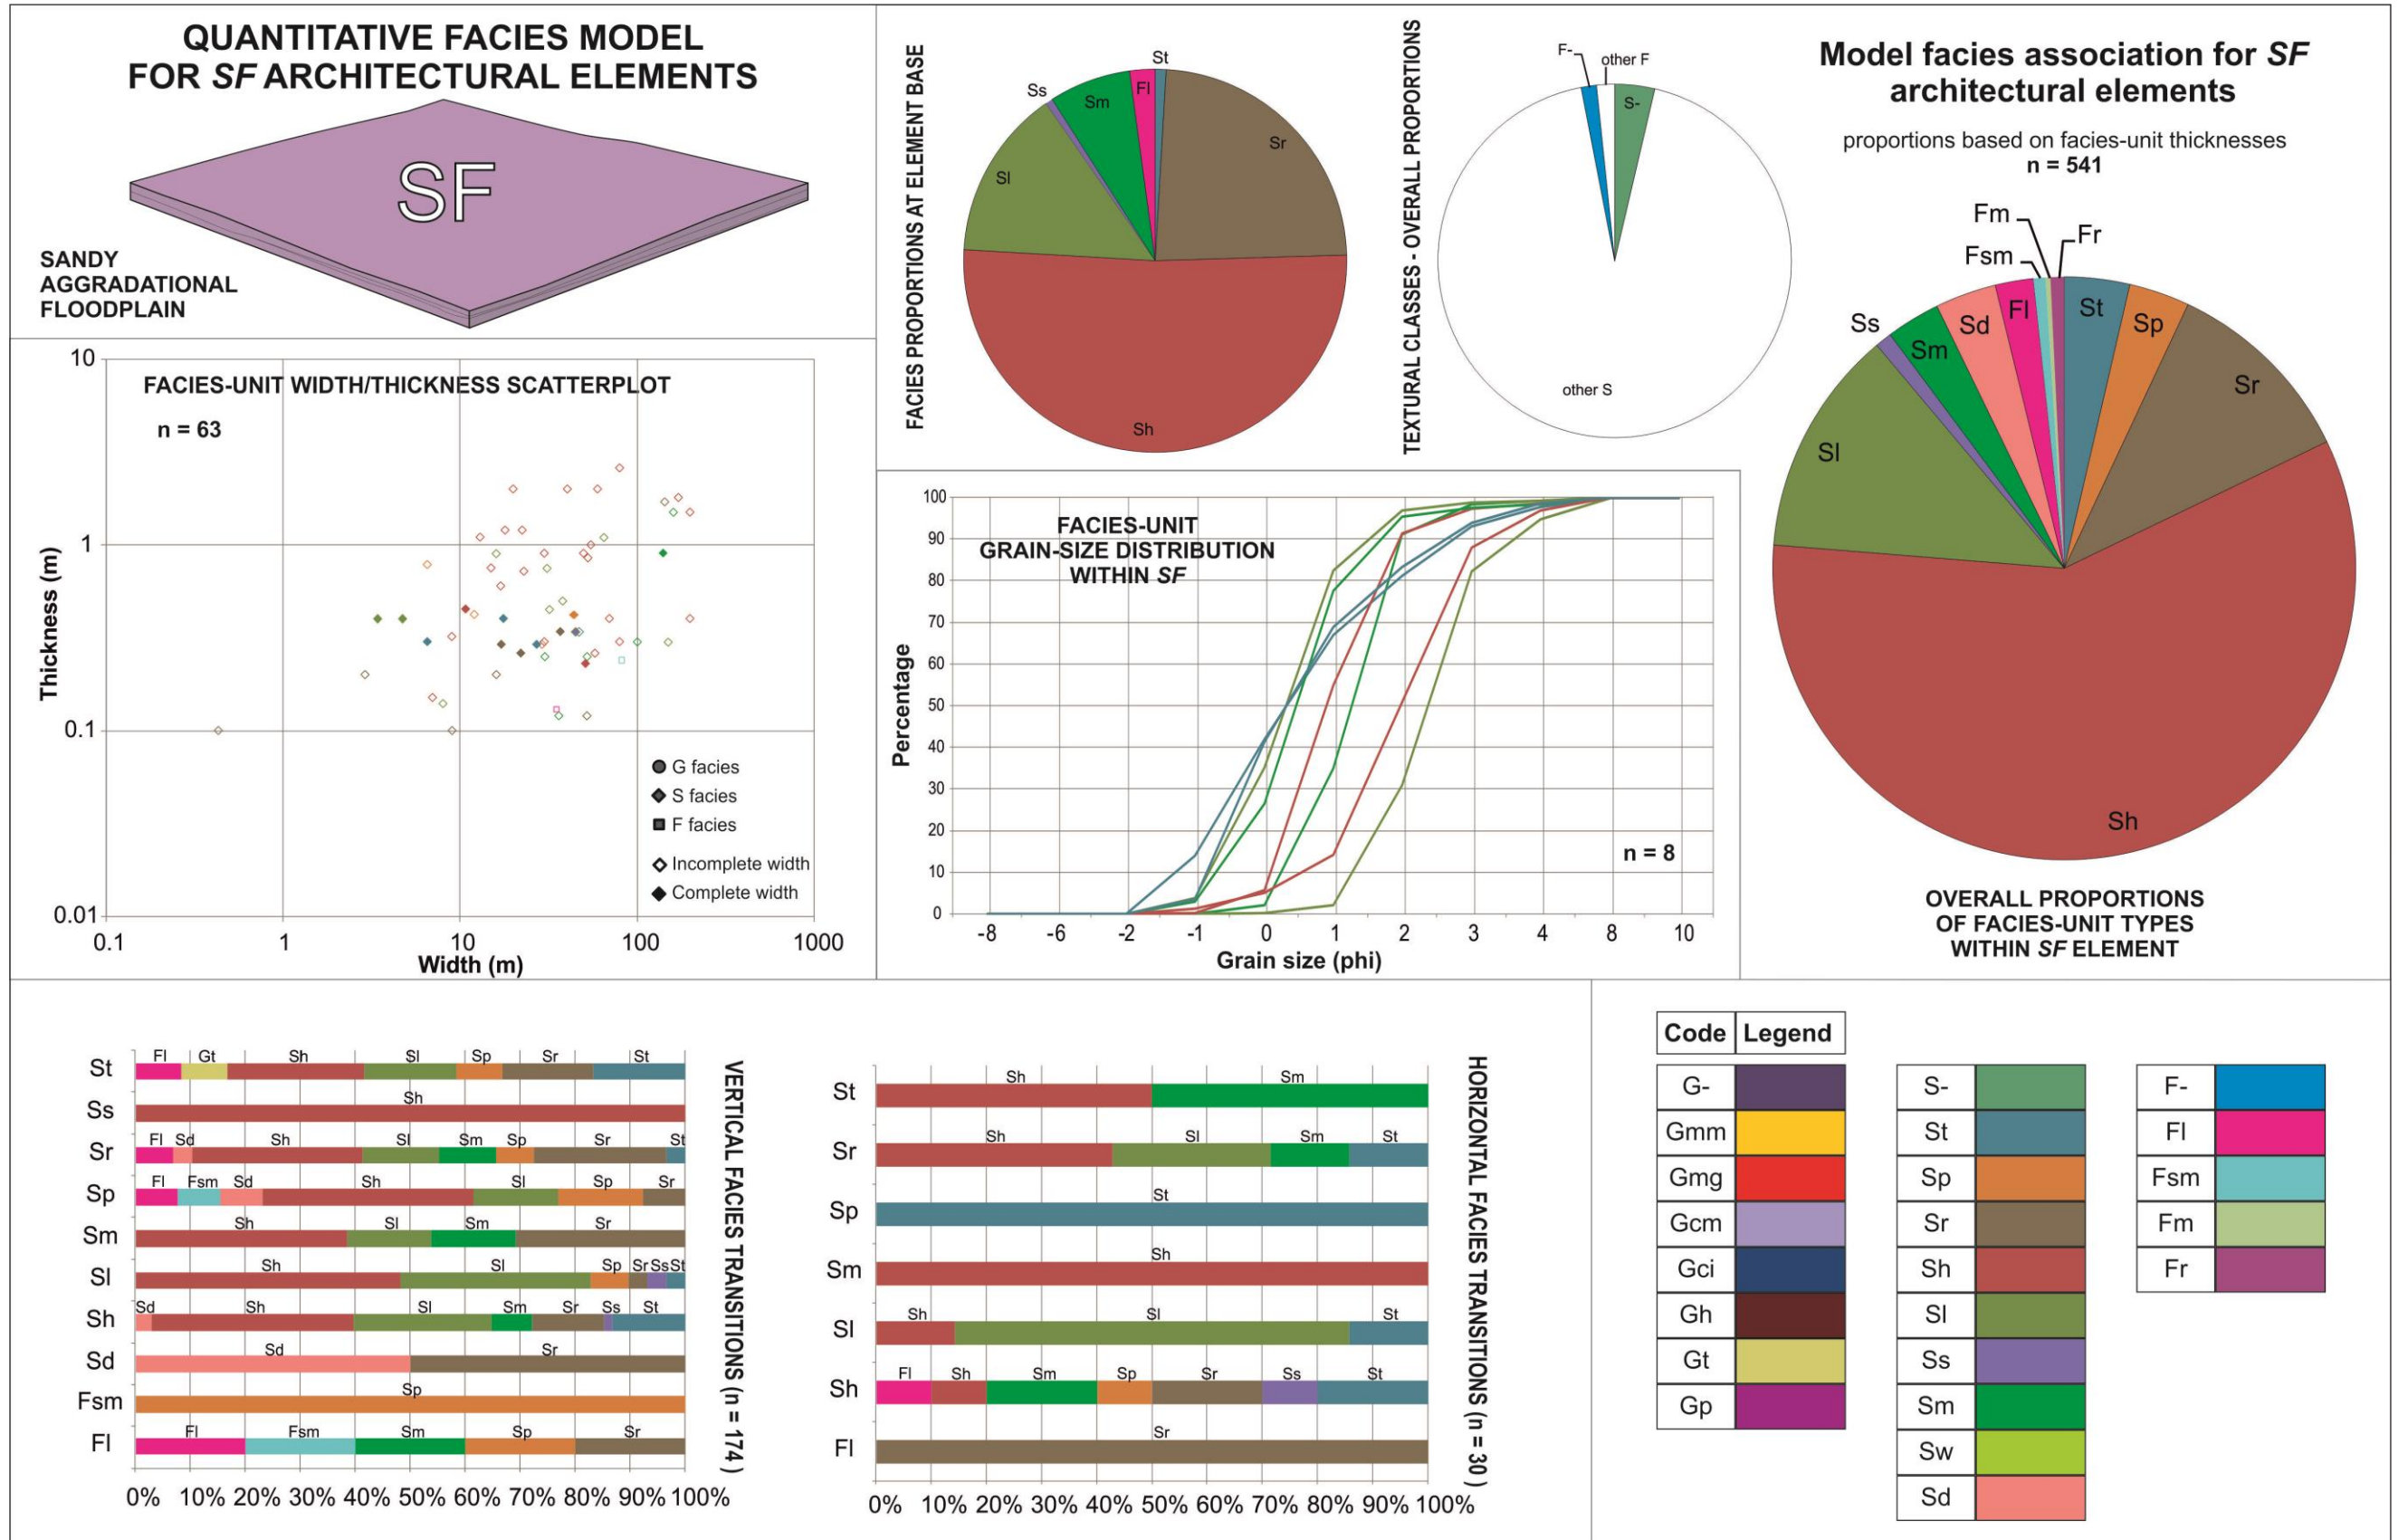 QUANTITATIVE FACIES MODEL
FOR SF ARCHITECTURAL ELEMENTS
SF
SANDY
AGGRADATIONAL
FLOODPLAIN
FACIES PROPORTIONS AT ELEMENT BASE
St
Fl
Sm
Ss
Sr
Sl
Sh
TEXTURAL CLASSES - OVERALL PROPORTIONS
F-
other F
S-
other S
Model facies association for SF
architectural elements
proportions based on facies-unit thicknesses
n = 541
Fm
Fr
Fsm
Ss
Sm
Sd
Fl
St
Sp
Sr
Sl
Sh
OVERALL PROPORTIONS
OF FACIES-UNIT TYPES
WITHIN SF ELEMENT
FACIES-UNIT WIDTH/THICKNESS SCATTERPLOT
n = 63
Thickness (m)
10
1
0.1
0.01
G facies
S facies
F facies
Incomplete width
Complete width
0.1 1 10 100 1000
Width (m)
FACIES-UNIT
GRAIN-SIZE DISTRIBUTION
WITHIN SF
Percentage
100
90
80
70
60
50
40
30
20
10
0
n = 8
-8 -6 -2 -1 0 1 2 3 4 8 10
Grain size (phi)
Fl Gt Sh Sl Sp Sr St
St
Sh
Ss
Fl Sd Sh Sl Sm Sp Sr St
Sr
Fl Fsm Sd Sh Sl Sp Sr
Sp
Sh Sl Sm Sr
Sm
Sh Sl Sp Sr Ss St
Sl
Sd Sh Sl Sm Sr Ss St
Sh
Sd Sr
Sd
Sp
Fsm
Fl Fsm Sm Sp Sr
Fl
0% 10% 20% 30% 40% 50% 60% 70% 80% 90% 100%
VERTICAL FACIES TRANSITIONS (n = 174 )
Sh Sm
St
Sh Sl Sm St
Sr
St
Sp
Sh
Sm
Sh Sl St
Sl
Fl Sh Sm Sp Sr Ss St
Sh
Sr
Fl
0% 10% 20% 30% 40% 50% 60% 70% 80% 90% 100%
HORIZONTAL FACIES TRANSITIONS (n = 30 )
Code Legend
G-
Gmm
Gmg
Gcm
Gci
Gh
Gt
Gp
S-
St
Sp
Sr
Sh
Sl
Ss
Sm
Sw
Sd
F-
Fl
Fsm
Fm
Fr